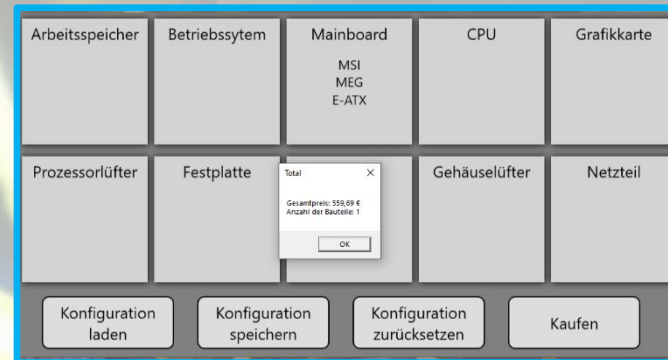 Arbeitsspeicher
Betriebssytem
Mainboard
MSI
MEG
E-ATX
CPU
Grafikkarte
Prozessorlüfter
Festplatte
Total
Gesamtpreis: 559,69 €
Anzahl der Bauteile: 1
OK
Gehäuselüfter
Netzteil
Konfiguration
laden
Konfiguration
speichern
Konfiguration
zurücksetzen
Kaufen